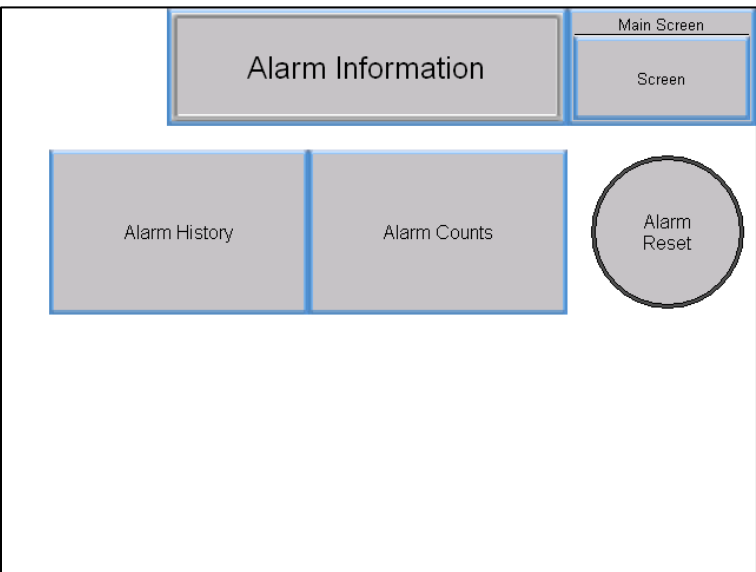 Main Screen
Alarm Information
Screen
Alarm History
Alarm Counts
Alarm
Reset